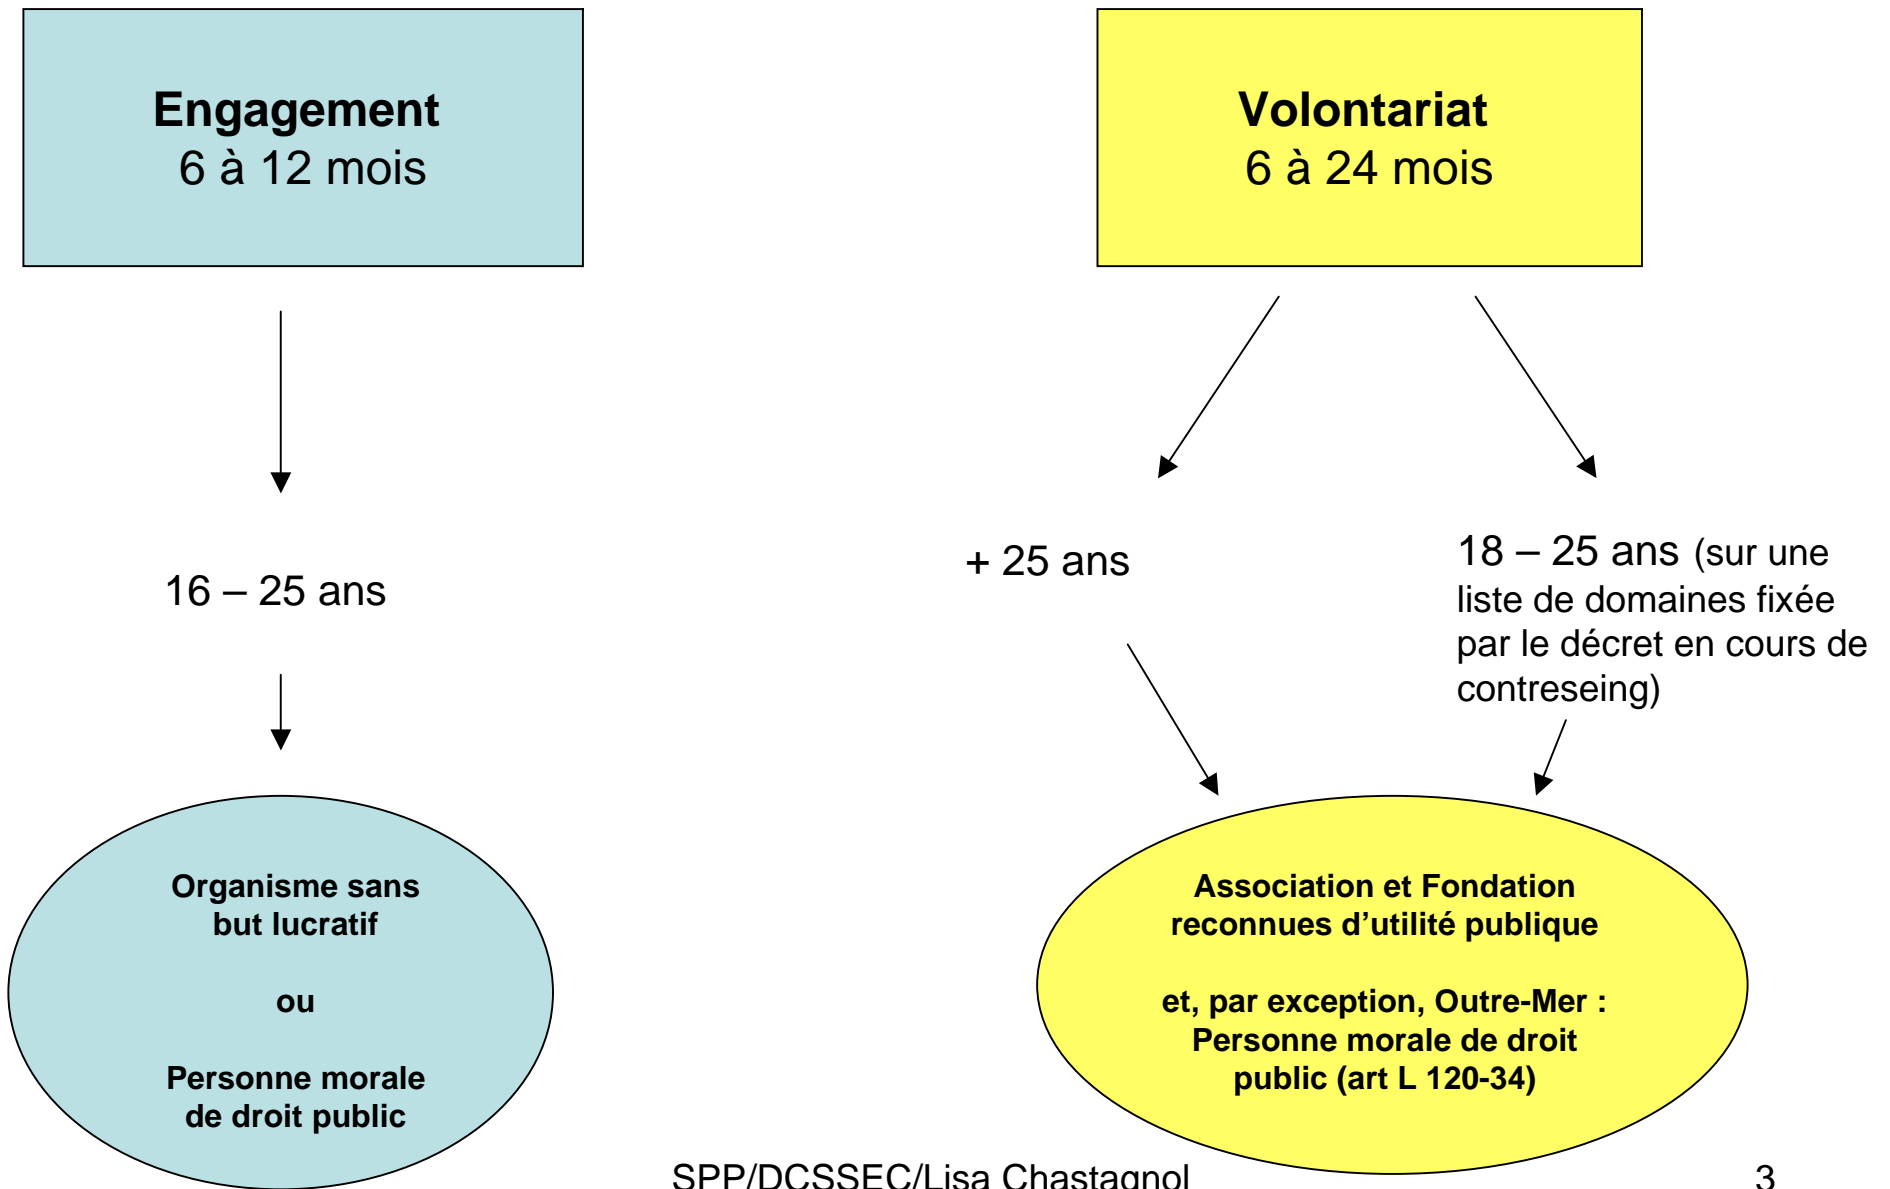 Engagement
6 à 12 mois
16 – 25 ans
Organisme sans
but lucratif
ou
Personne morale
de droit public
Volontariat
6 à 24 mois
+ 25 ans
18 – 25 ans (sur une
liste de domaines fixée
par le décret en cours de
contreseing)
Association et Fondation
reconnues d’utilité publique
et, par exception, Outre-Mer :
Personne morale de droit
public (art L 120-34)
SPP/DCSSEC/Lisa Chastagnol
3